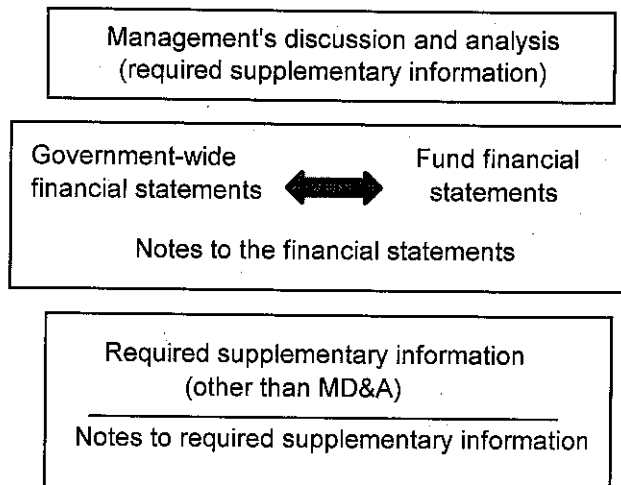 Management's discussion and analysis
(required supplementary information)
Government-wide
financial statements
Fund financial
statements
Notes to the financial statements
Required supplementary information
(other than MD&A)
Notes to required supplementary information